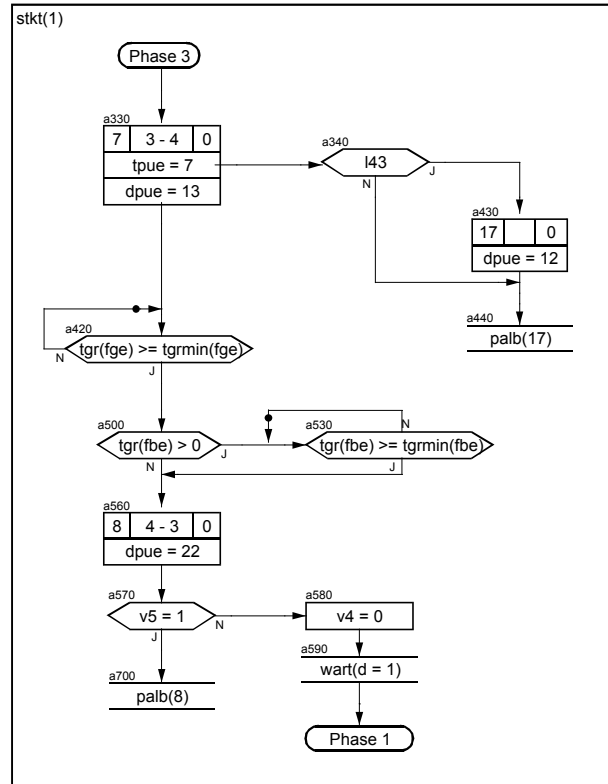 stkt(1)
Phase 3
a330
7 3 - 4 0
tpue = 7
dpue = 13
a340
l43
N
J
a430
17 0
dpue = 12
a440
palb(17)
a420
tgr(fge) >= tgrmin(fge)
N
J
a500
tgr(fbe) > 0
J
N
a530
N
tgr(fbe) >= tgrmin(fbe)
J
a560
8 4 - 3 0
dpue = 22
a570
v5 = 1
N
J
a580
v4 = 0
a590
wart(d = 1)
a700
palb(8)
Phase 1